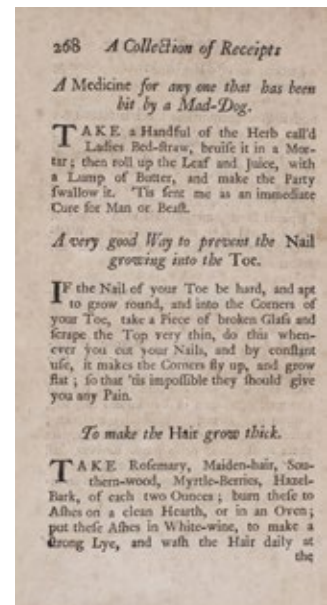 268 A Collection of Receipts
A Medicine for any one that has been
bit by a Mad-Dog.
TAKE a Handful of the Herb call'd
Ladies Bed-ſtraw, bruiſe it in a Mor-
tar; then roll up the Leaf and Juice, with
a Lump of Butter, and make the Party
ſwallow it. 'Tis ſent me as an immediate
Cure for Man or Beaſt.
A very good Way to prevent the Nail
growing into the Toe.
IF the Nail of your Toe be hard, and apt
to grow round, and into the Corners of
your Toe, take a Piece of broken Glaſs and
ſcrape the Top very thin, do this when-
ever you cut your Nails, and by conſtant
uſe, it makes the Corners fly up, and grow
flat; ſo that 'tis impoſſible they ſhould give
you any Pain.
To make the Hair grow thick.
TAKE Roſemary, Maiden-hair, Sou-
thern-wood, Myrtle-Berries, Hazel-
Bark, of each two Ounces; burn theſe to
Aſhes on a clean Hearth, or in an Oven;
put theſe Aſhes in White-wine, to make a
ſtrong Lye, and waſh the Hair daily at
the